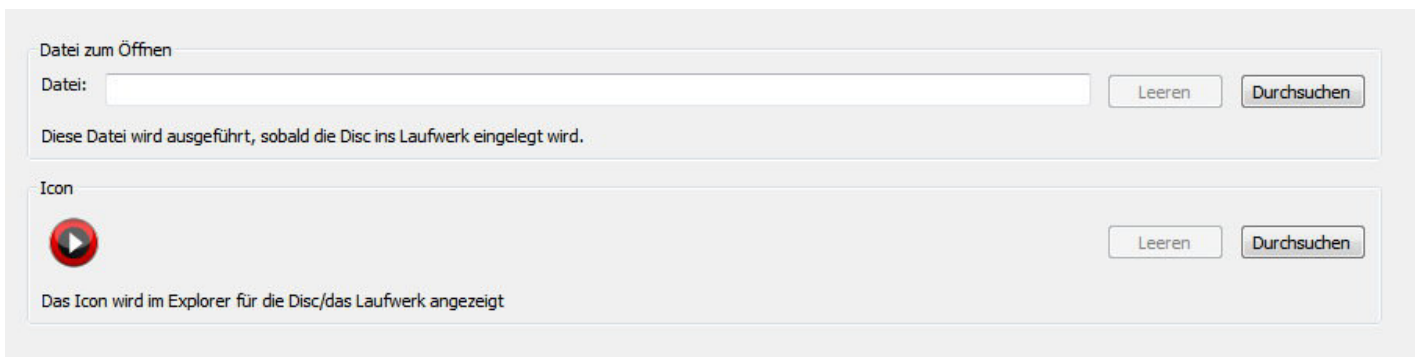 Datei zum Öffnen
Datei: Leeren Durchsuchen
Diese Datei wird ausgeführt, sobald die Disc ins Laufwerk eingelegt wird.
Icon
Leeren Durchsuchen
Das Icon wird im Explorer für die Disc/das Laufwerk angezeigt